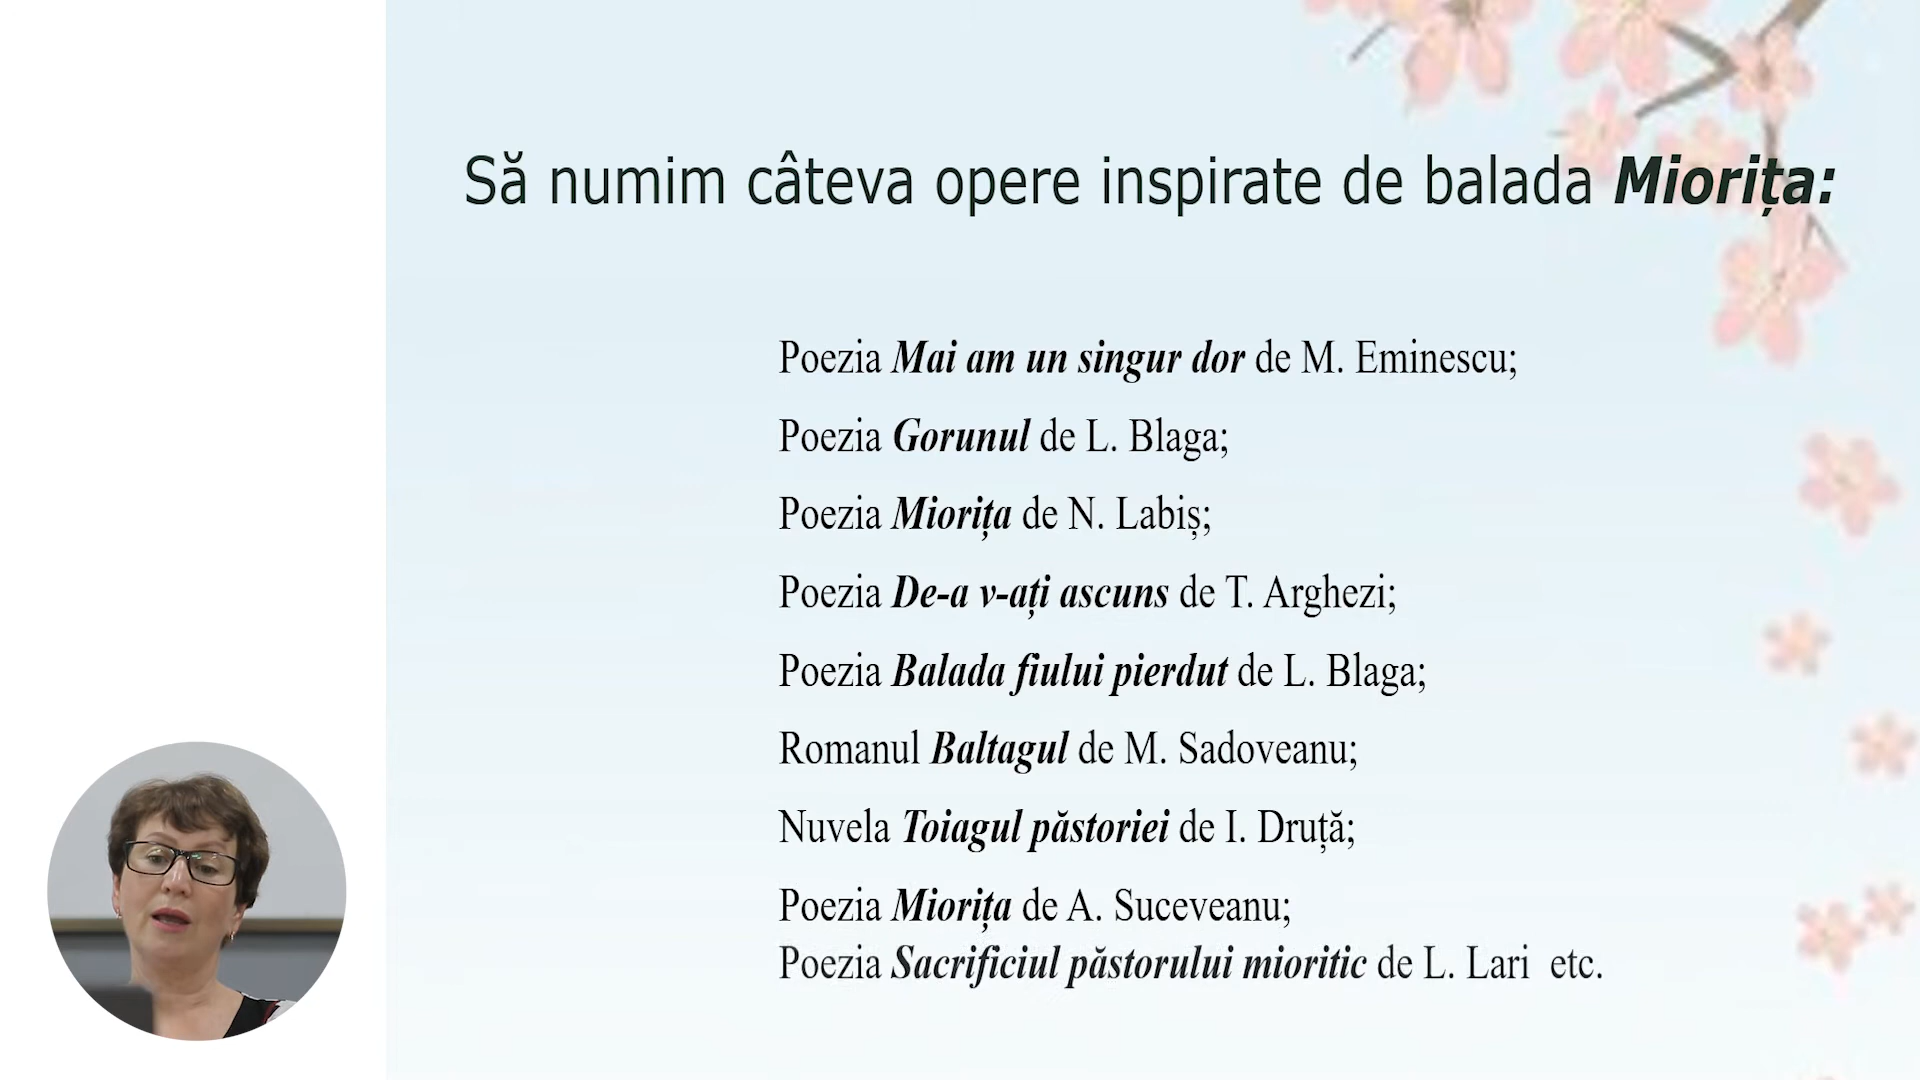 Să numim câteva opere inspirate de balada Miorița:
Poezia Mai am un singur dor de M. Eminescu;
Poezia Gorunul de L. Blaga;
Poezia Miorița de N. Labiș;
Poezia De-a v-ați ascuns de T. Arghezi;
Poezia Balada fiului pierdut de L. Blaga;
Romanul Baltagul de M. Sadoveanu;
Nuvela Toiagul păstoriei de I. Druță;
Poezia Miorița de A. Suceveanu;
Poezia Sacrificiul păstorului mioritic de L. Lari etc.